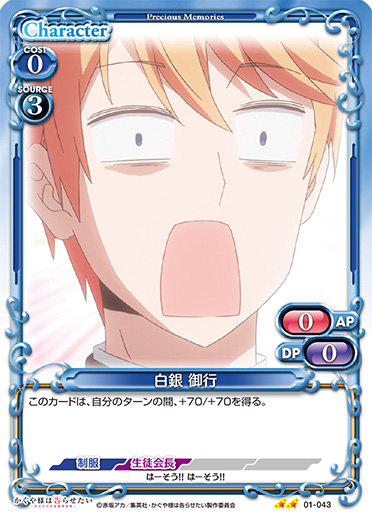 Precious Memories
Character
COST
0
SOURCE
3
0 AP
DP 0
白銀 御行
このカードは、自分のターンの間、+70/+70を得る。
制服 生徒会長
はーそう!! はーそう!!
かぐや様は告らせたい
©赤坂アカ/集英社・かぐや様は告らせたい製作委員会
01-043